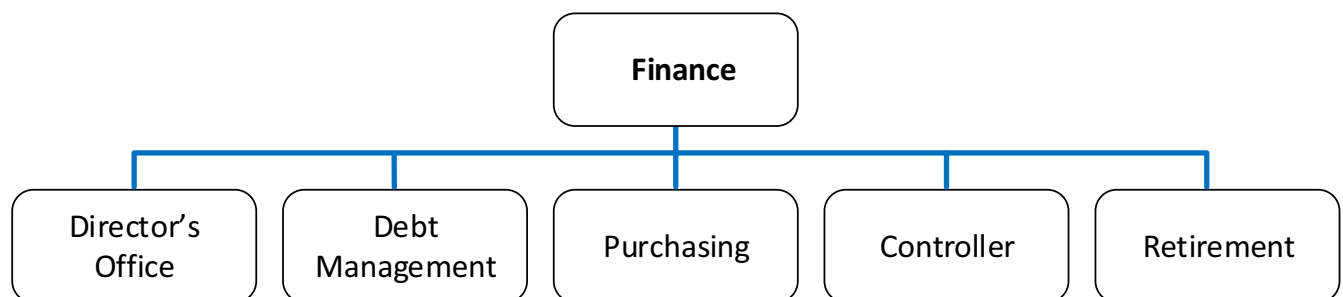 Finance
Director’s
Office
Debt
Management
Purchasing
Controller
Retirement